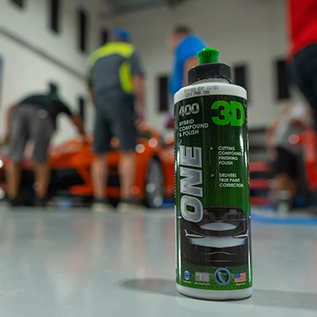 400
3D
HYBRID
COMPOUND
& POLISH
ONE
> CUTTING
COMPOUND &
FINISHING
POLISH
> DELIVERS
TRUE PAINT
CORRECTION